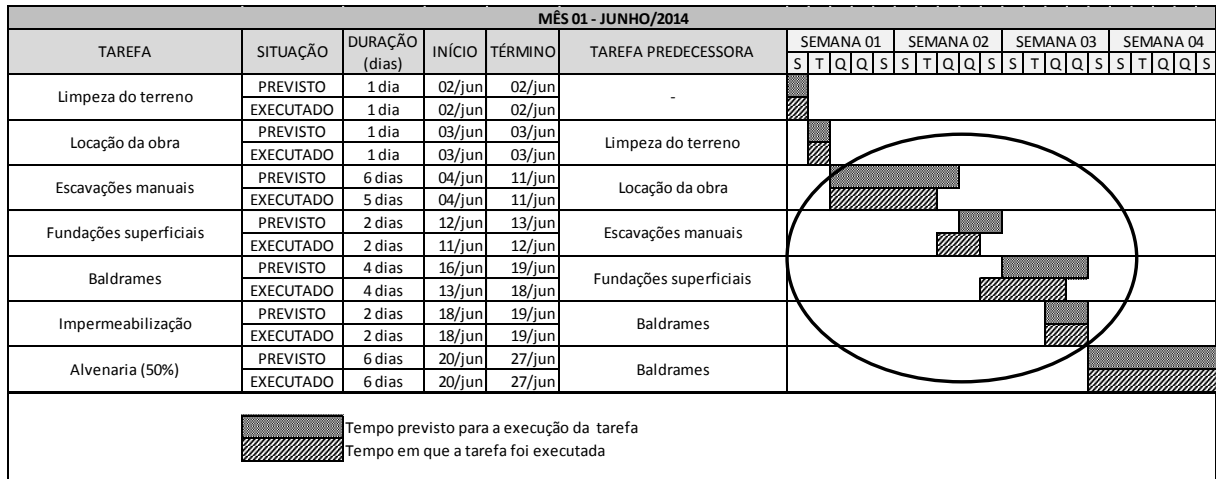 MÊS 01 - JUNHO/2014
TAREFA SITUAÇÃO DURAÇÃO (dias) INÍCIO TÉRMINO TAREFA PREDECESSORA SEMANA 01 SEMANA 02 SEMANA 03 SEMANA 04
S T Q Q S S T Q Q S S T Q Q S S T Q Q S
Limpeza do terreno PREVISTO 1 dia 02/jun 02/jun -
EXECUTADO 1 dia 02/jun 02/jun
Locação da obra PREVISTO 1 dia 03/jun 03/jun Limpeza do terreno
EXECUTADO 1 dia 03/jun 03/jun
Escavações manuais PREVISTO 6 dias 04/jun 11/jun Locação da obra
EXECUTADO 5 dias 04/jun 11/jun
Fundações superficiais PREVISTO 2 dias 12/jun 13/jun Escavações manuais
EXECUTADO 2 dias 11/jun 12/jun
Baldrames PREVISTO 4 dias 16/jun 19/jun Fundações superficiais
EXECUTADO 4 dias 13/jun 18/jun
Impermeabilização PREVISTO 2 dias 18/jun 19/jun Baldrames
EXECUTADO 2 dias 18/jun 19/jun
Alvenaria (50%) PREVISTO 6 dias 20/jun 27/jun Baldrames
EXECUTADO 6 dias 20/jun 27/jun
Tempo previsto para a execução da tarefa
Tempo em que a tarefa foi executada